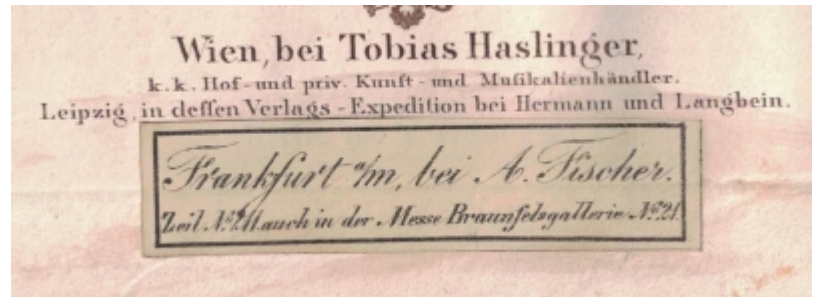 Wien, bei Tobias Haslinger,
k. k. Hof- und priv. Kunſt- und Muſikalienhändler.
Leipzig, in deſſen Verlags-Expedition bei Hermann und Langbein.
Frankfurt a/m, bei A. Fischer.
Zeil auch in der Messe Braunfelsgallerie No. 21.